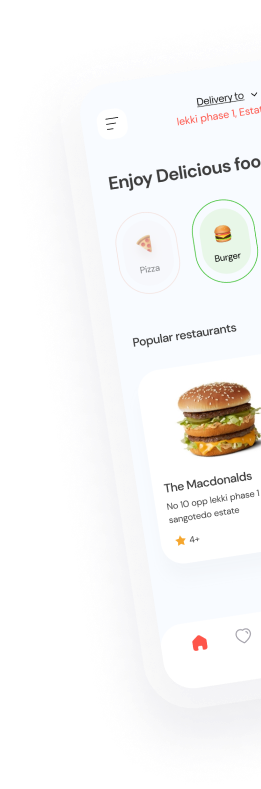 Delivery to
lekki phase 1, Estat
Enjoy Delicious foo
Pizza
Burger
Popular restaurants
The Macdonalds
No 10 opp lekki phase 1
sangotedo estate
4+